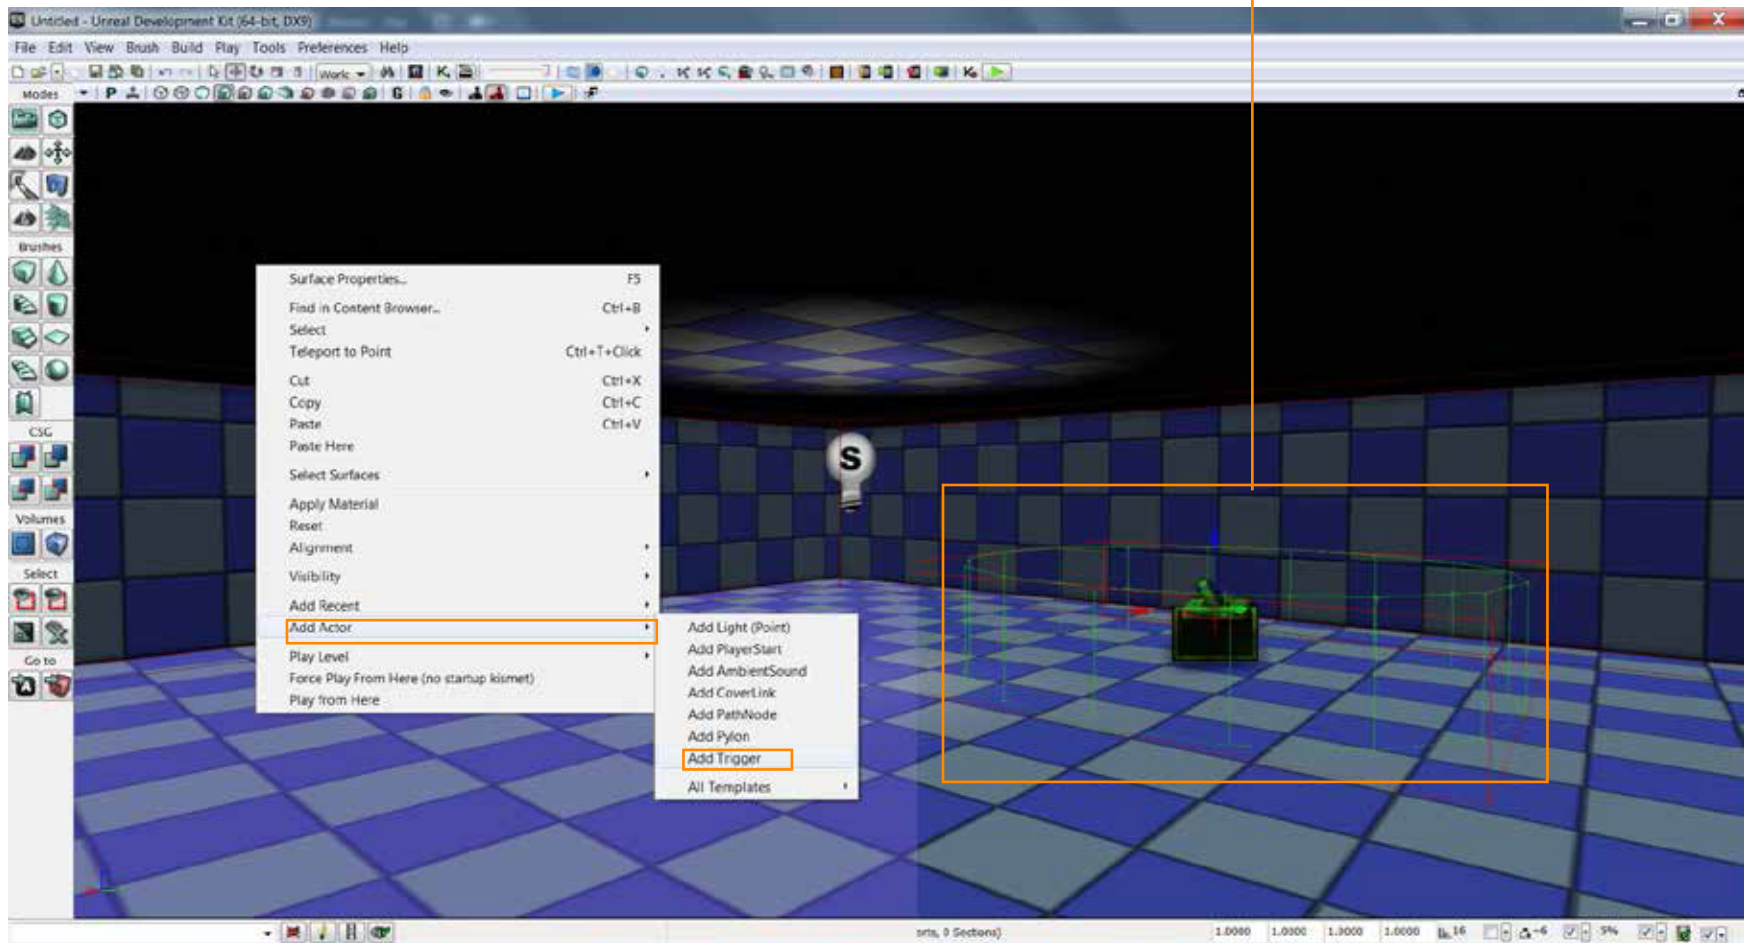 Untitled - Unreal Development Kit (64-bit, DX9)
File Edit View Brush Build Play Tools Preferences Help
Modes
P
G
F
Brushes
CSG
Volumes
Select
Go to
Surface Properties... F5
Find in Content Browser... Ctrl+B
Select
Teleport to Point Ctrl+T+Click
Cut Ctrl+X
Copy Ctrl+C
Paste Ctrl+V
Paste Here
Select Surfaces
Apply Material
Reset
Alignment
Visibility
Add Recent
Add Actor
Play Level
Force Play From Here (no startup kismet)
Play from Here
Add Light (Point)
Add PlayerStart
Add AmbientSound
Add CoverLink
Add PathNode
Add Pylon
Add Trigger
All Templates
S
0 Sections) 1.0000 1.0000 1.0000 1.0000 16 5%